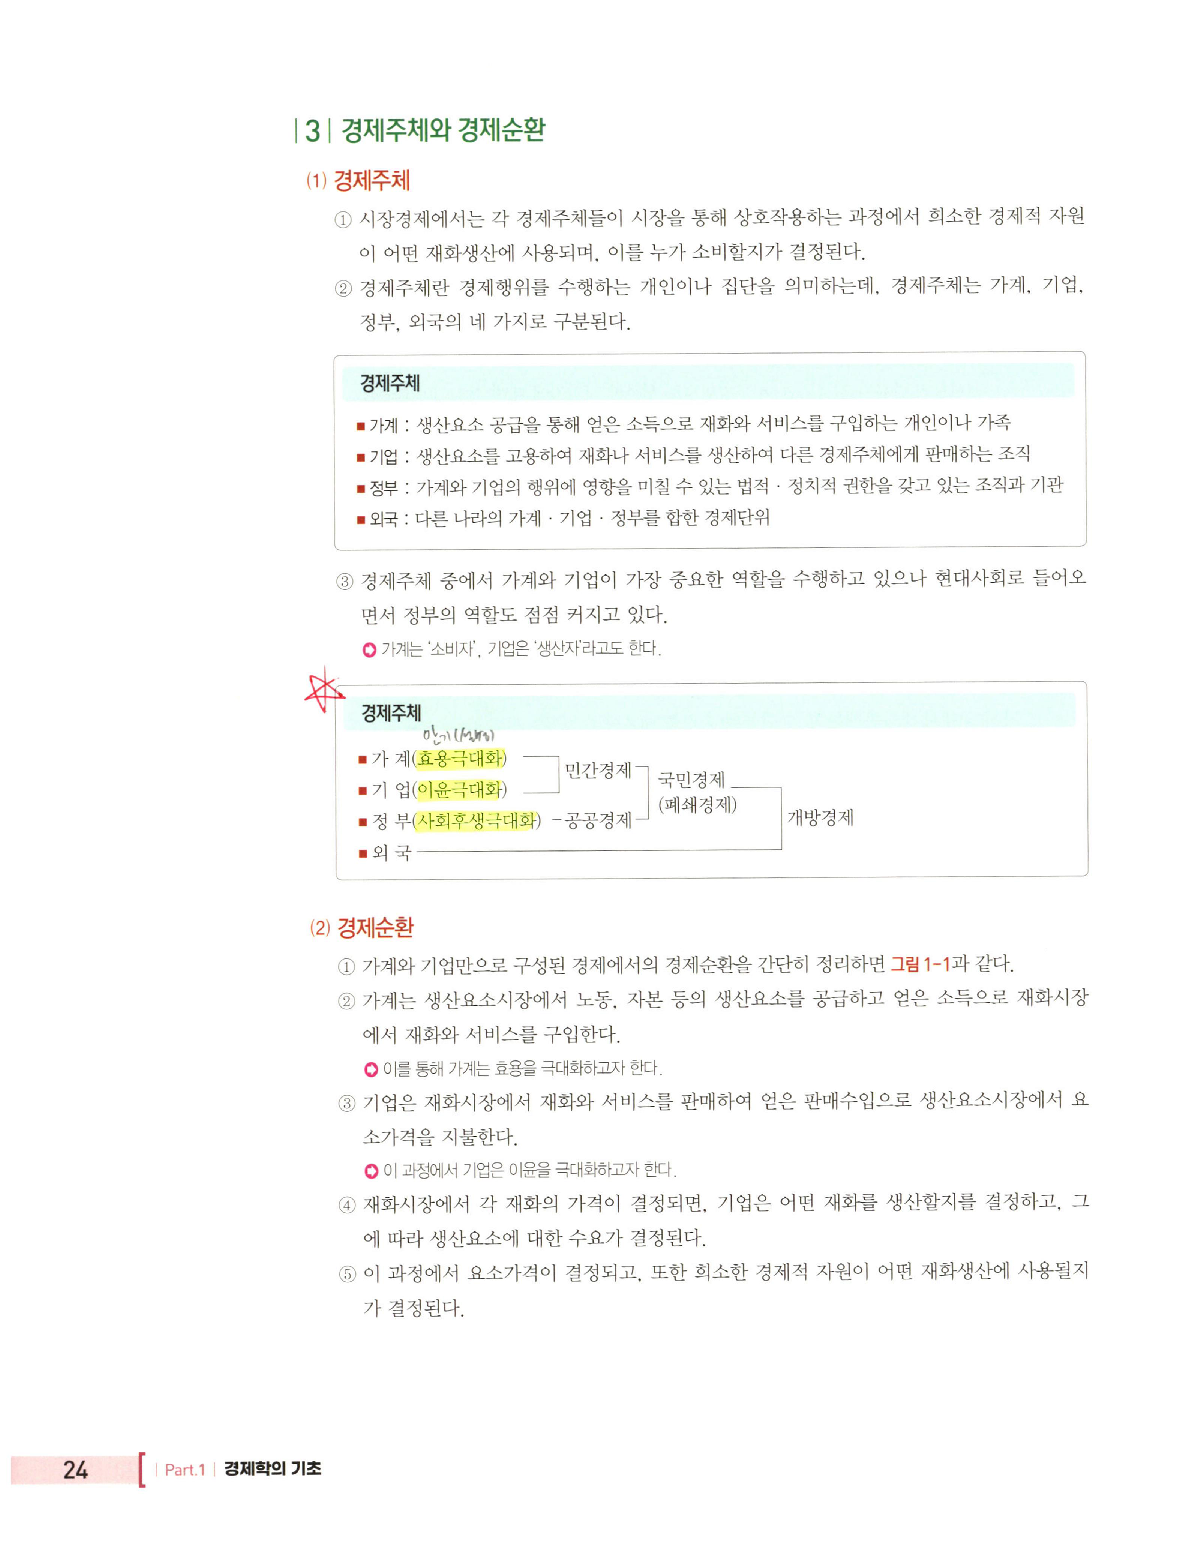 |3| 경제주체와 경제순환
(1) 경제주체
① 시장경제에서는 각 경제주체들이 시장을 통해 상호작용하는 과정에서 희소한 경제적 자원
이 어떤 재화생산에 사용되며, 이를 누가 소비할지가 결정된다.
② 경제주체란 경제행위를 수행하는 개인이나 집단을 의미하는데, 경제주체는 가계, 기업,
정부, 외국의 네 가지로 구분된다.
경제주체
■ 가계 : 생산요소 공급을 통해 얻은 소득으로 재화와 서비스를 구입하는 개인이나 가족
■ 기업 : 생산요소를 고용하여 재화나 서비스를 생산하여 다른 경제주체에게 판매하는 조직
■ 정부 : 가계와 기업의 행위에 영향을 미칠 수 있는 법적 · 정치적 권한을 갖고 있는 조직과 기관
■ 외국 : 다른 나라의 가계 · 기업 · 정부를 합한 경제단위
③ 경제주체 중에서 가계와 기업이 가장 중요한 역할을 수행하고 있으나 현대사회로 들어오
면서 정부의 역할도 점점 커지고 있다.
가계는 '소비자', 기업은 '생산자'라고도 한다.
경제주체
■ 가 계(효용극대화)
민간경제
■ 기 업(이윤극대화)
국민경제
(폐쇄경제)
■ 정 부(사회후생극대화) - 공공경제
개방경제
■ 외 국
(2) 경제순환
① 가계와 기업만으로 구성된 경제에서의 경제순환을 간단히 정리하면 그림 1-1과 같다.
② 가계는 생산요소시장에서 노동, 자본 등의 생산요소를 공급하고 얻은 소득으로 재화시장
에서 재화와 서비스를 구입한다.
이를 통해 가계는 효용을 극대화하고자 한다.
③ 기업은 재화시장에서 재화와 서비스를 판매하여 얻은 판매수입으로 생산요소시장에서 요
소가격을 지불한다.
이 과정에서 기업은 이윤을 극대화하고자 한다.
④ 재화시장에서 각 재화의 가격이 결정되면, 기업은 어떤 재화를 생산할지를 결정하고, 그
에 따라 생산요소에 대한 수요가 결정된다.
⑤ 이 과정에서 요소가격이 결정되고, 또한 희소한 경제적 자원이 어떤 재화생산에 사용될지
가 결정된다.
24 | Part.1 | 경제학의 기초